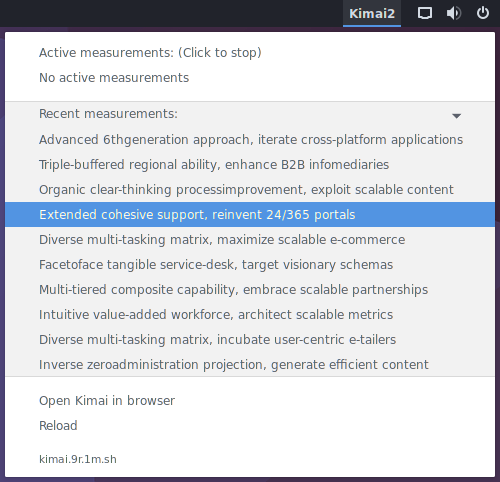 Kimai2
Active measurements: (Click to stop)
No active measurements
Recent measurements:
Advanced 6thgeneration approach, iterate cross-platform applications
Triple-buffered regional ability, enhance B2B infomediaries
Organic clear-thinking processimprovement, exploit scalable content
Extended cohesive support, reinvent 24/365 portals
Diverse multi-tasking matrix, maximize scalable e-commerce
Facetoface tangible service-desk, target visionary schemas
Multi-tiered composite capability, embrace scalable partnerships
Intuitive value-added workforce, architect scalable metrics
Diverse multi-tasking matrix, incubate user-centric e-tailers
Inverse zeroadministration projection, generate efficient content
Open Kimai in browser
Reload
kimai.9r.1m.sh